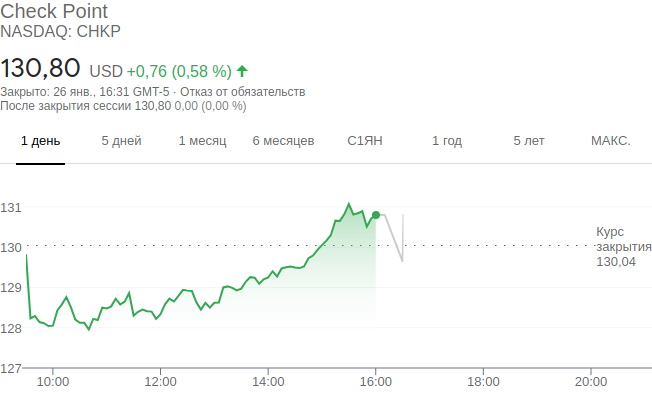 Check Point
NASDAQ: CHKP
130,80 USD +0,76 (0,58 %)
Закрыто: 26 янв., 16:31 GMT-5 · Отказ от обязательств
После закрытия сессии 130,80 0,00 (0,00 %)
1 день 5 дней 1 месяц 6 месяцев С1ЯН 1 год 5 лет МАКС.
131
130
129
128
127
Курс
закрытия
130,04
10:00 12:00 14:00 16:00 18:00 20:00